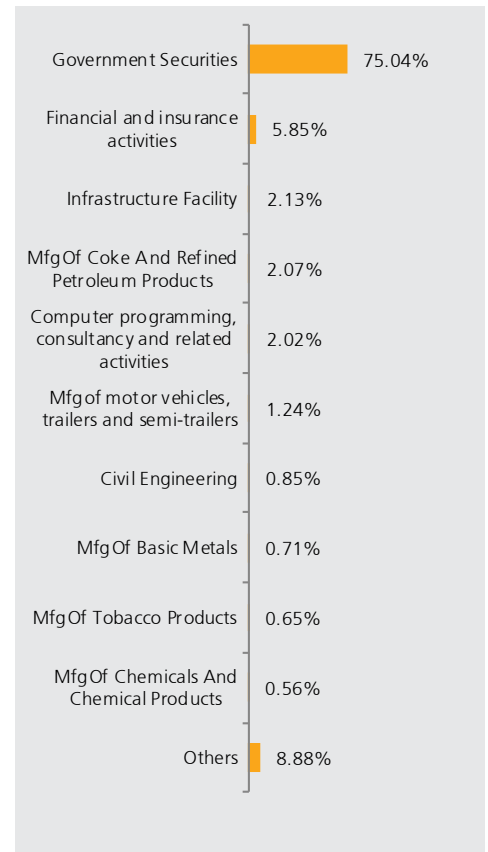 Government Securities 75.04%
Financial and insurance
activities 5.85%
Infrastructure Facility 2.13%
Mfg Of Coke And Refined
Petroleum Products 2.07%
Computer programming,
consultancy and related 2.02%
activities
Mfg of motor vehicles,
trailers and semi-trailers 1.24%
Civil Engineering 0.85%
Mfg Of Basic Metals 0.71%
Mfg Of Tobacco Products 0.65%
Mfg Of Chemicals And
Chemical Products 0.56%
Others 8.88%